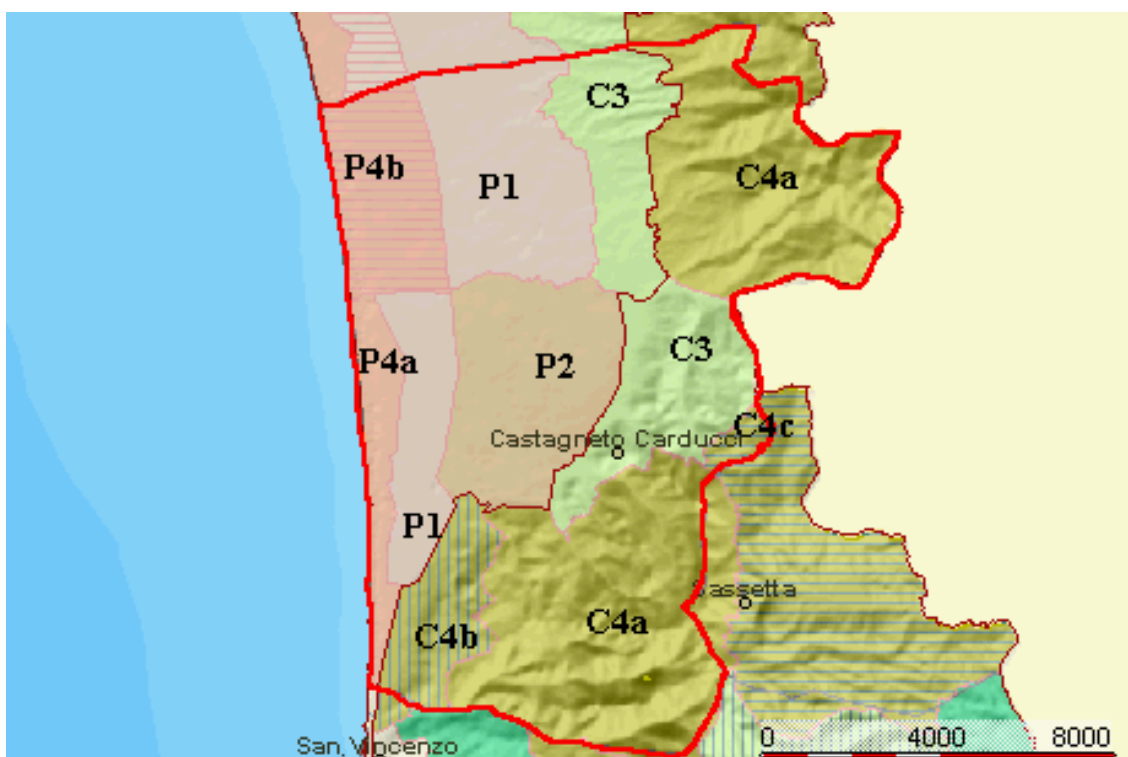 C3
P4b
P1
C4a
P4a
P2
C3
C4c
Castagneto Carducci
P1
Sassetta
C4b
C4a
0 4000 8000
San Vincenzo